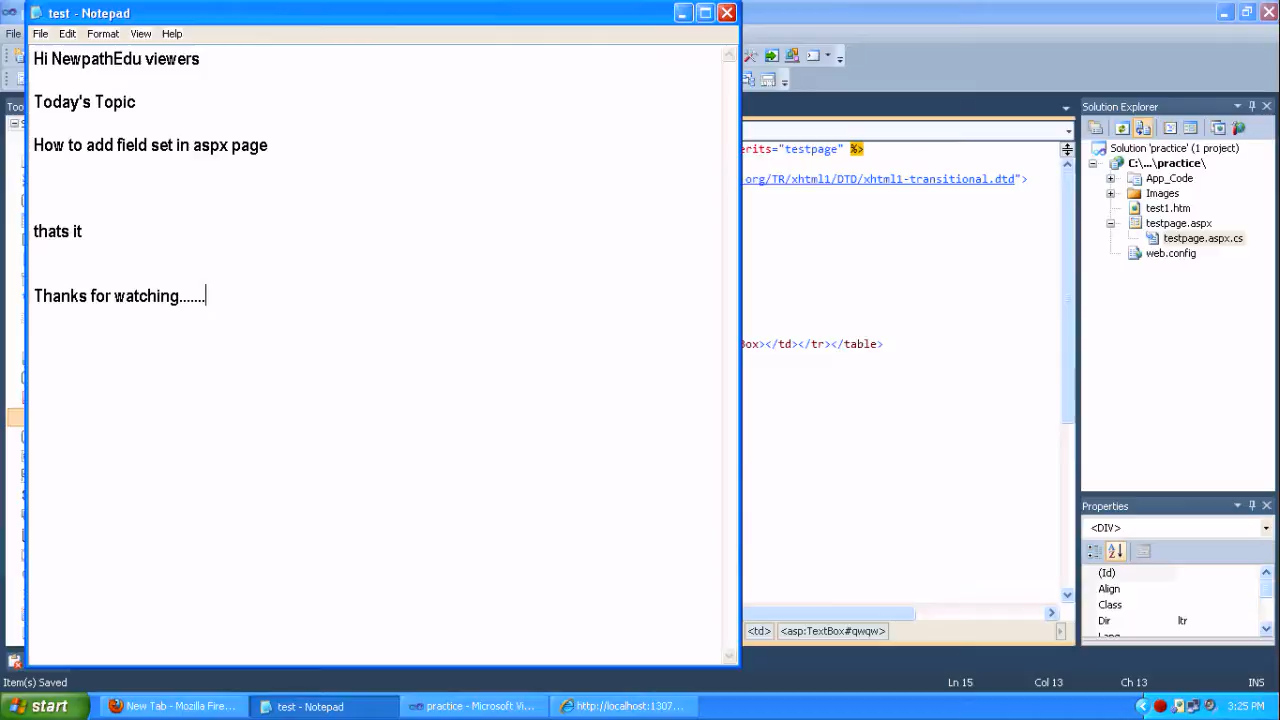 test - Notepad
File Edit Format View Help
Hi NewpathEdu viewers
Today's Topic
How to add field set in aspx page
thats it
Thanks for watching.......
File
Too
S
erits="testpage" %>
org/TR/xhtml1/DTD/xhtml1-transitional.dtd">
Box></td></tr></table>
<td> <asp:TextBox#qwqw>
Solution Explorer
Solution 'practice' (1 project)
C:\...\practice\
App_Code
Images
test1.htm
testpage.aspx
testpage.aspx.cs
web.config
Properties
<DIV>
(Id)
Align
Class
Dir ltr
Lang
Item(s) Saved Ln 15 Col 13 Ch 13 INS
start New Tab - Mozilla Fire... test - Notepad practice - Microsoft Vi... http://localhost:1307... 3:25 PM